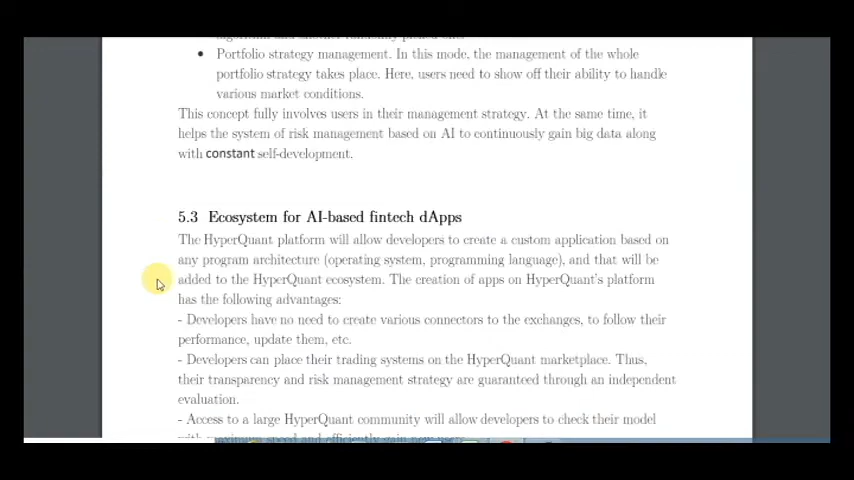 ● Portfolio strategy management. In this mode, the management of the whole
portfolio strategy takes place. Here, users need to show off their ability to handle
various market conditions.
This concept fully involves users in their management strategy. At the same time, it
helps the system of risk management based on AI to continuously gain big data along
with constant self-development.
5.3 Ecosystem for AI-based fintech dApps
The HyperQuant platform will allow developers to create a custom application based on
any program architecture (operating system, programming language), and that will be
added to the HyperQuant ecosystem. The creation of apps on HyperQuant's platform
has the following advantages:
- Developers have no need to create various connectors to the exchanges, to follow their
performance, update them, etc.
- Developers can place their trading systems on the HyperQuant marketplace. Thus,
their transparency and risk management strategy are guaranteed through an independent
evaluation.
- Access to a large HyperQuant community will allow developers to check their model
with maximum speed and efficiently gain new users.